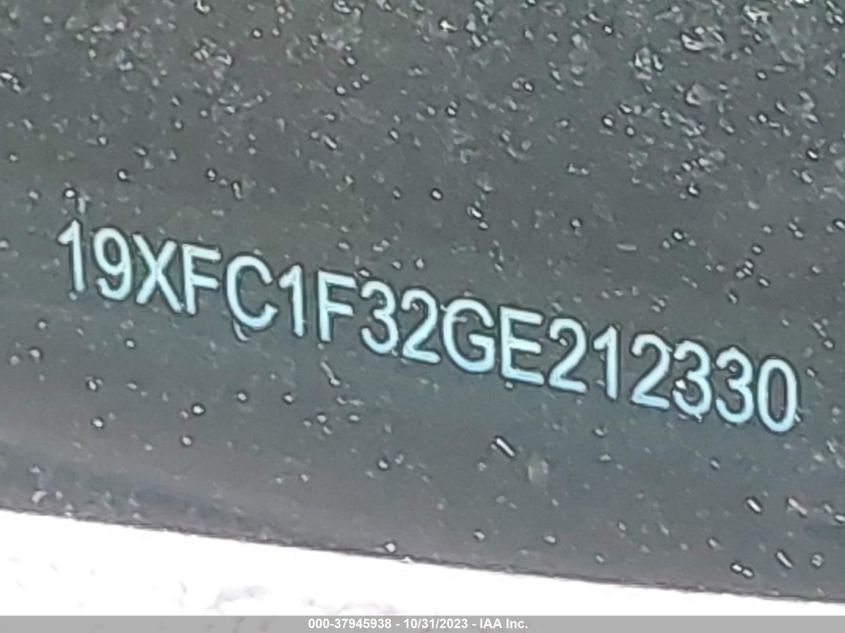 19XFC1F32GE212330
000-37945938 - 10/31/2023 - IAA Inc.